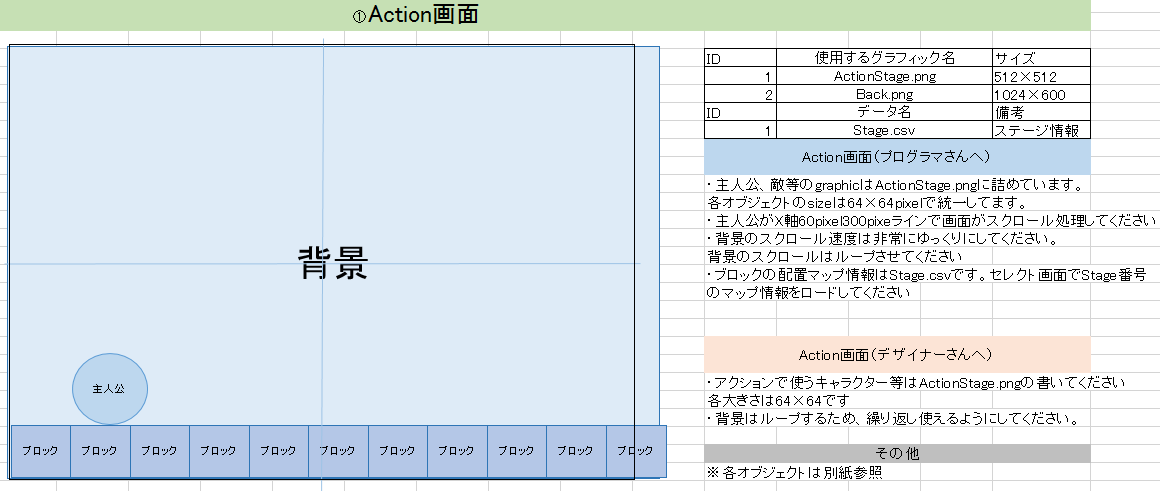 ①Action画面
背景
主人公
ブロック ブロック ブロック ブロック ブロック ブロック ブロック ブロック ブロック ブロック ブロック
ID 使用するグラフィック名 サイズ
1 ActionStage.png 512×512
2 Back.png 1024×600
ID データ名 備考
1 Stage.csv ステージ情報
Action画面(プログラマさんへ)
・主人公、敵等のgraphicはActionStage.pngに詰めています。
各オブジェクトのsizeは64×64pixelで統一してます。
・主人公がX軸60pixel300pixeラインで画面がスクロール処理してください
・背景のスクロール速度は非常にゆっくりにしてください。
背景のスクロールはループさせてください
・ブロックの配置マップ情報はStage.csvです。セレクト画面でStage番号
のマップ情報をロードしてください
Action画面(デザイナーさんへ)
・アクションで使うキャラクター等はActionStage.pngの書いてください
各大きさは64×64です
・背景はループするため、繰り返し使えるようにしてください。
その他
※各オブジェクトは別紙参照